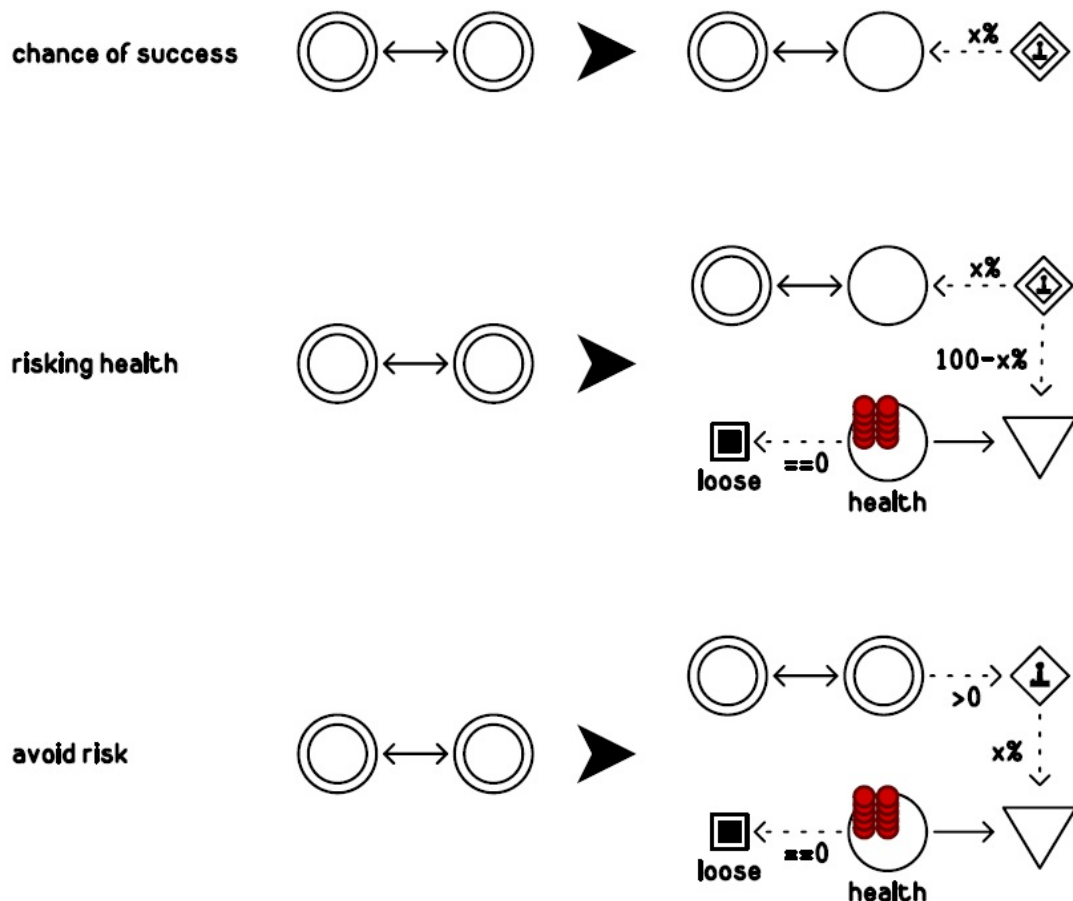 chance of success
x%
x%
risking health
100-x%
==0
loose
health
>0
avoid risk
x%
==0
loose
health